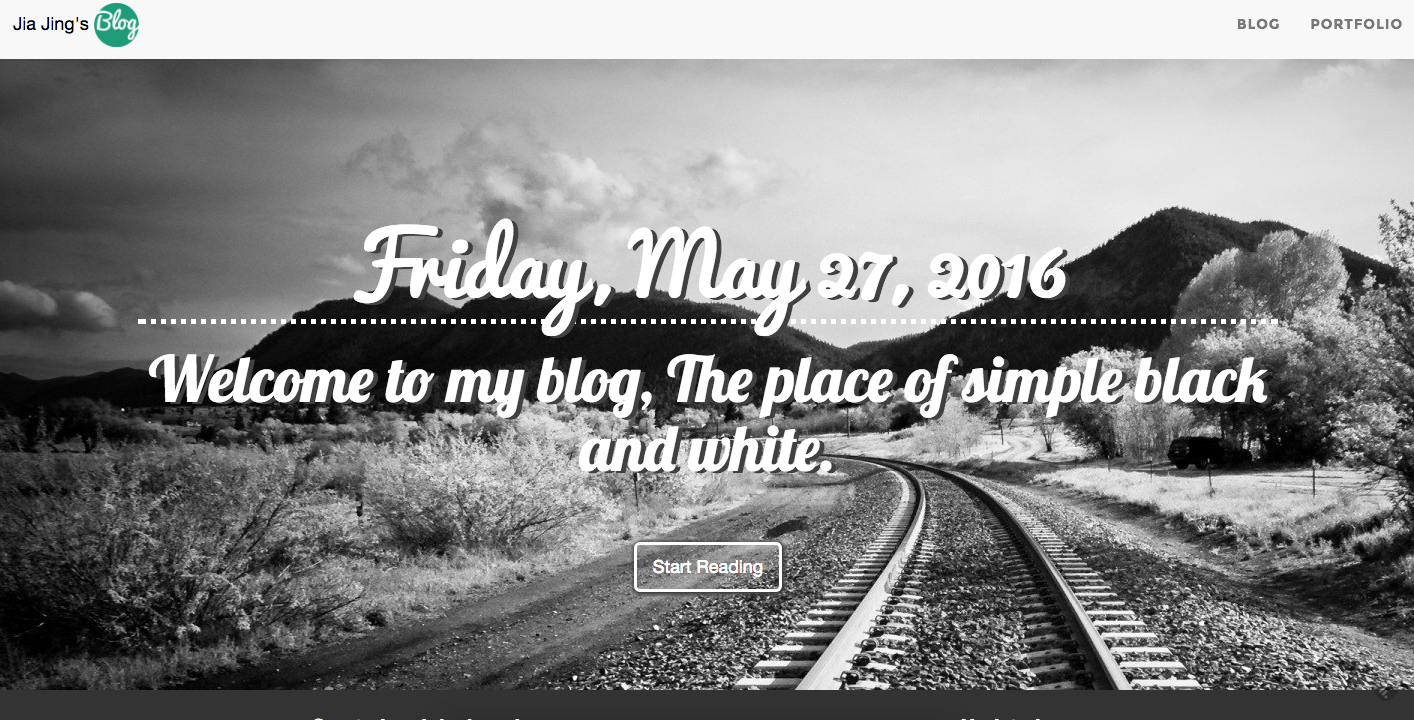 Jia Jing's Blog
BLOG PORTFOLIO
Friday, May 27, 2016
Welcome to my blog, The place of simple black
and white.
Start Reading